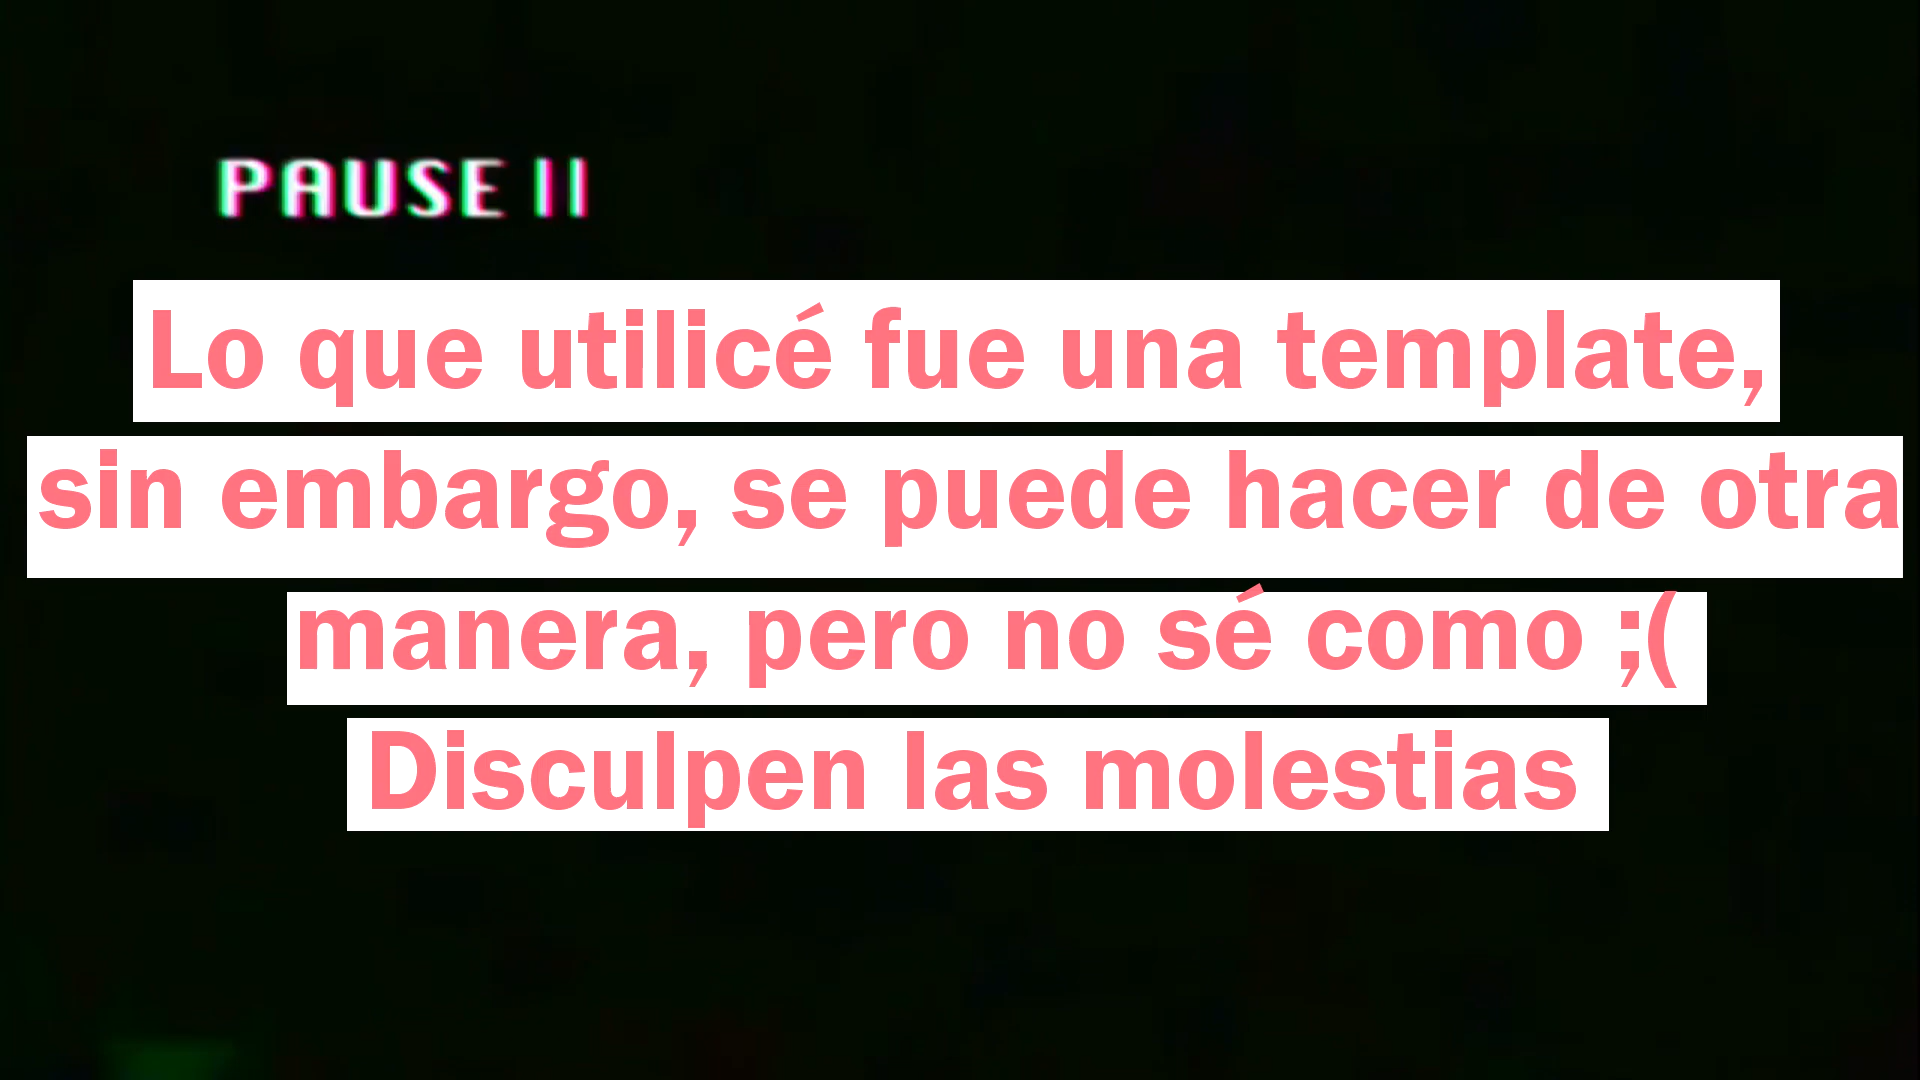 PAUSE II
Lo que utilicé fue una template,
sin embargo, se puede hacer de otra
manera, pero no sé como ;(
Disculpen las molestias